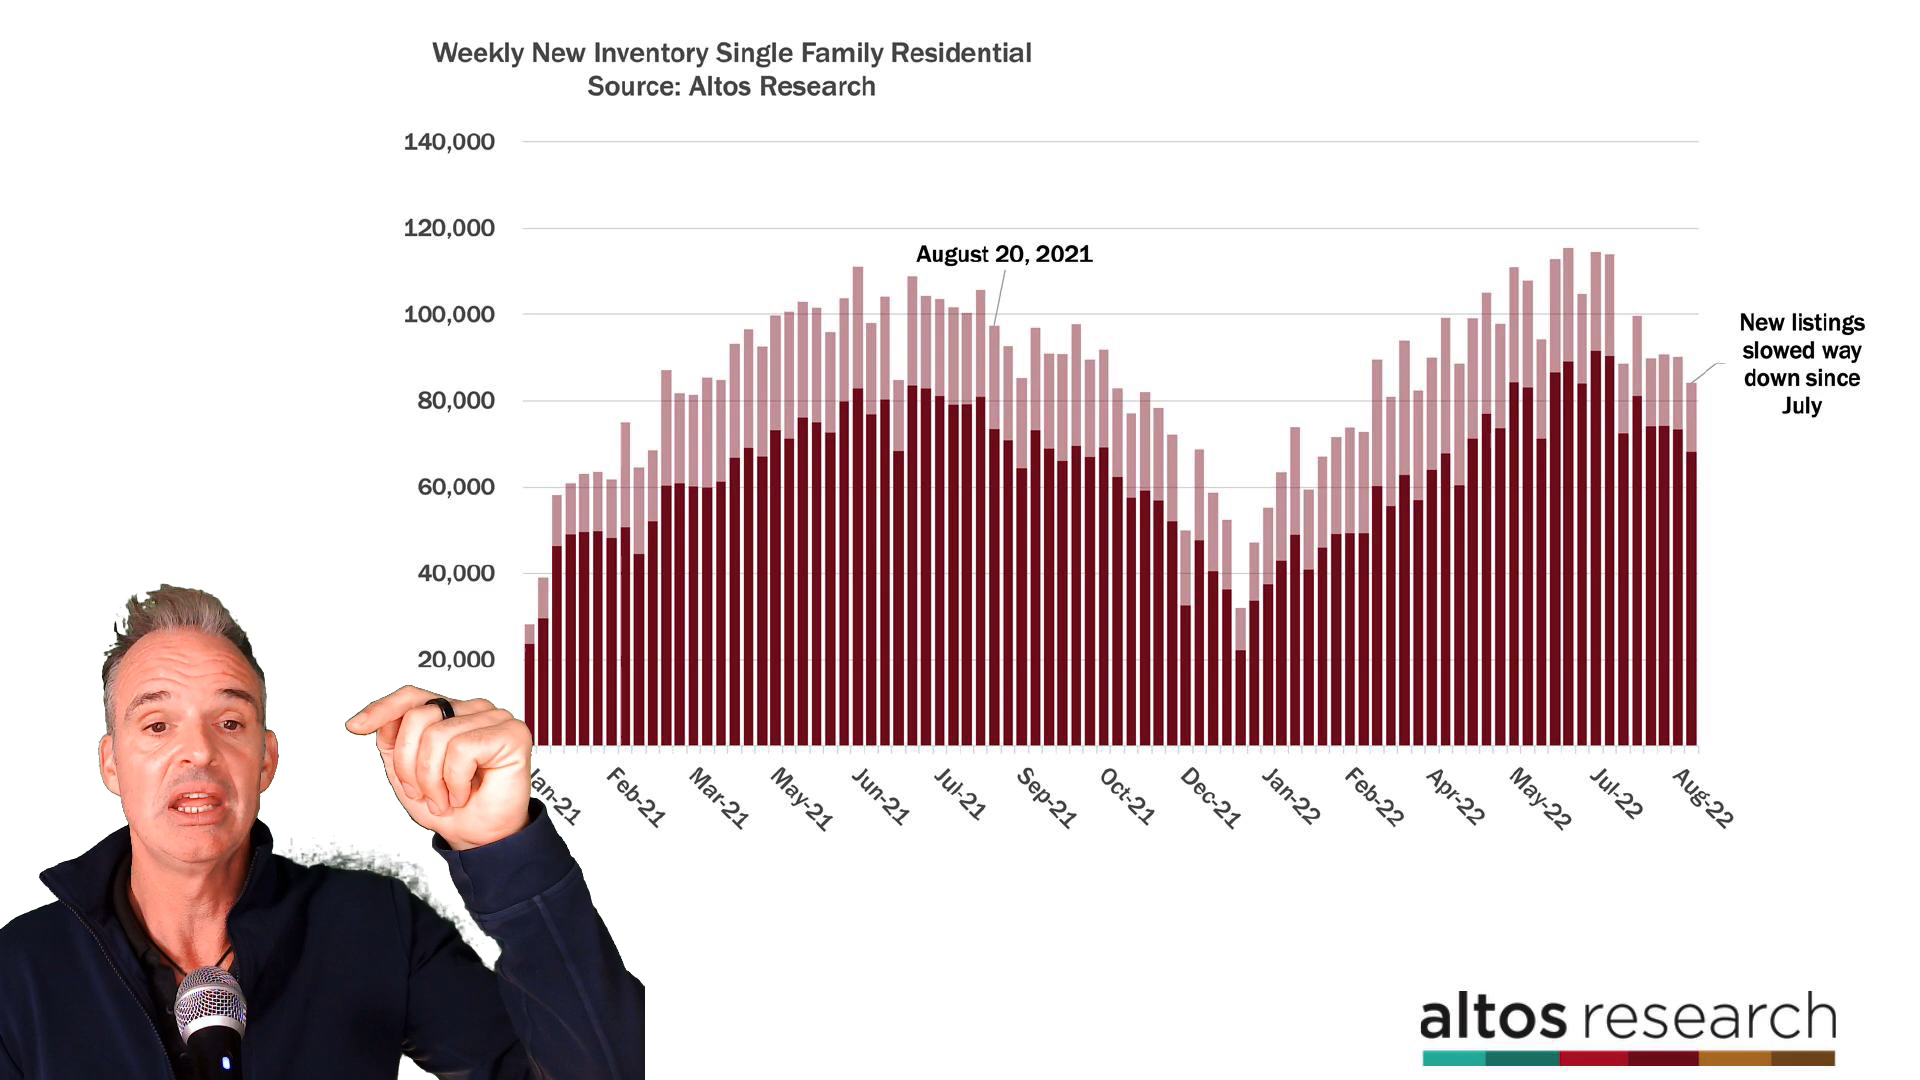 Weekly New Inventory Single Family Residential
Source: Altos Research
140,000
120,000
100,000
80,000
60,000
40,000
20,000
August 20, 2021
New listings
slowed way
down since
July
Jan-21
Feb-21
Mar-21
May-21
Jun-21
Jul-21
Sep-21
Oct-21
Dec-21
Jan-22
Feb-22
Apr-22
May-22
Jul-22
Aug-22
altos research